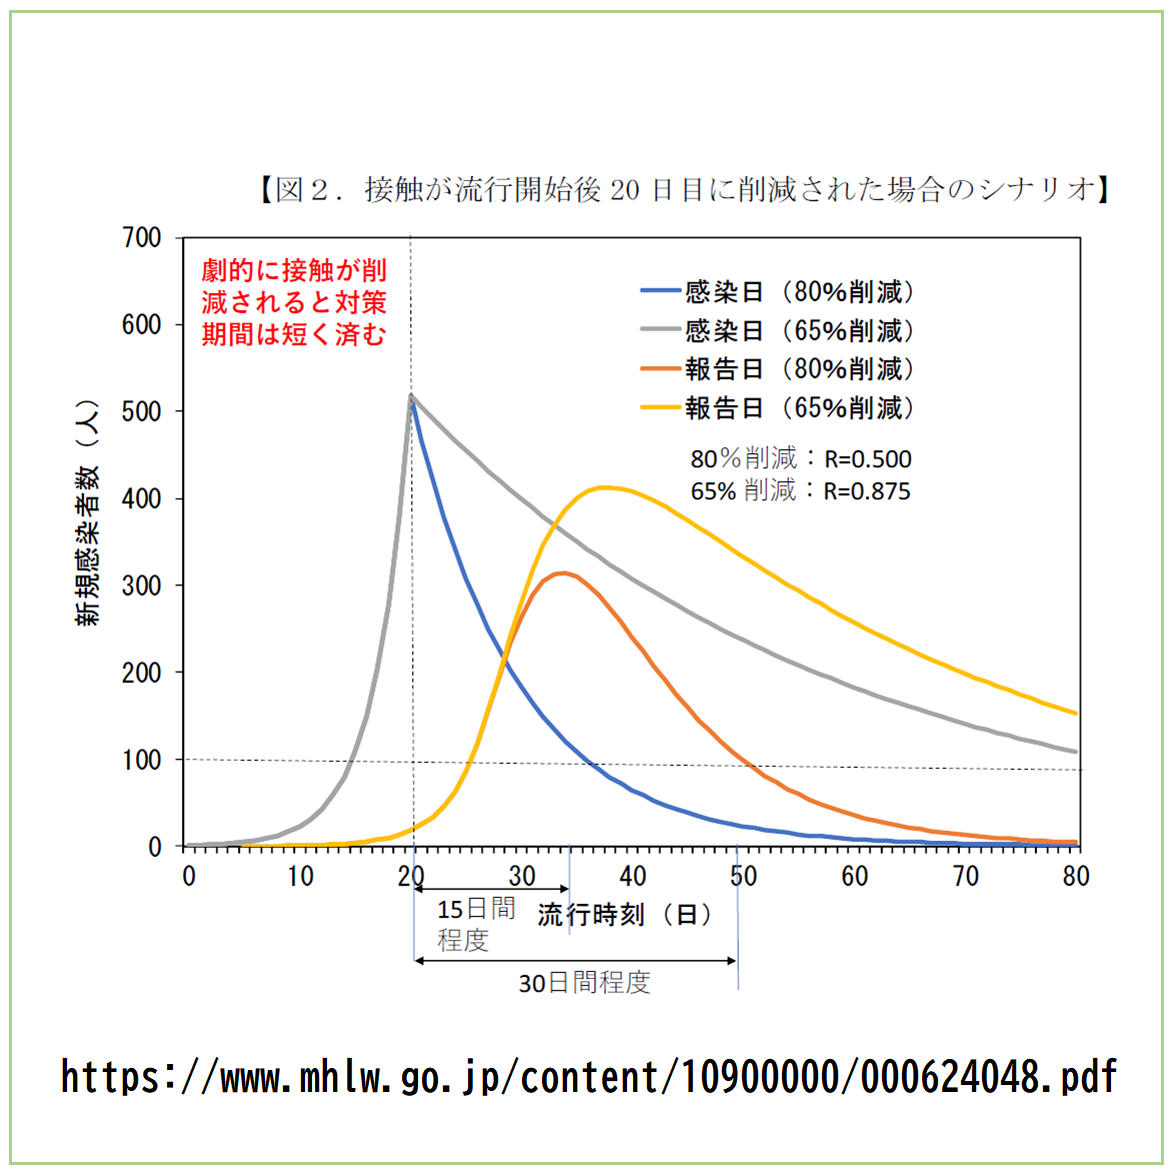 【図２．接触が流行開始後 20 日目に削減された場合のシナリオ】
700
600
500
400
300
200
100
0
新規感染者数（人）
劇的に接触が削
減されると対策
期間は短く済む
感染日（80%削減）
感染日（65%削減）
報告日（80%削減）
報告日（65%削減）
80％削減：R=0.500
65% 削減：R=0.875
0 10 20 30 40 50 60 70 80
15日間
程度
流行時刻（日）
30日間程度
https://www.mhlw.go.jp/content/10900000/000624048.pdf